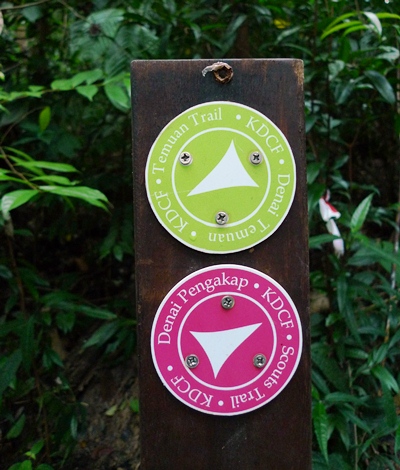 KDCF • Denai Pengakap • KDCF • Scouts Trail •
KDCF • Temuan Trail • KDCF • Denai Temuan •